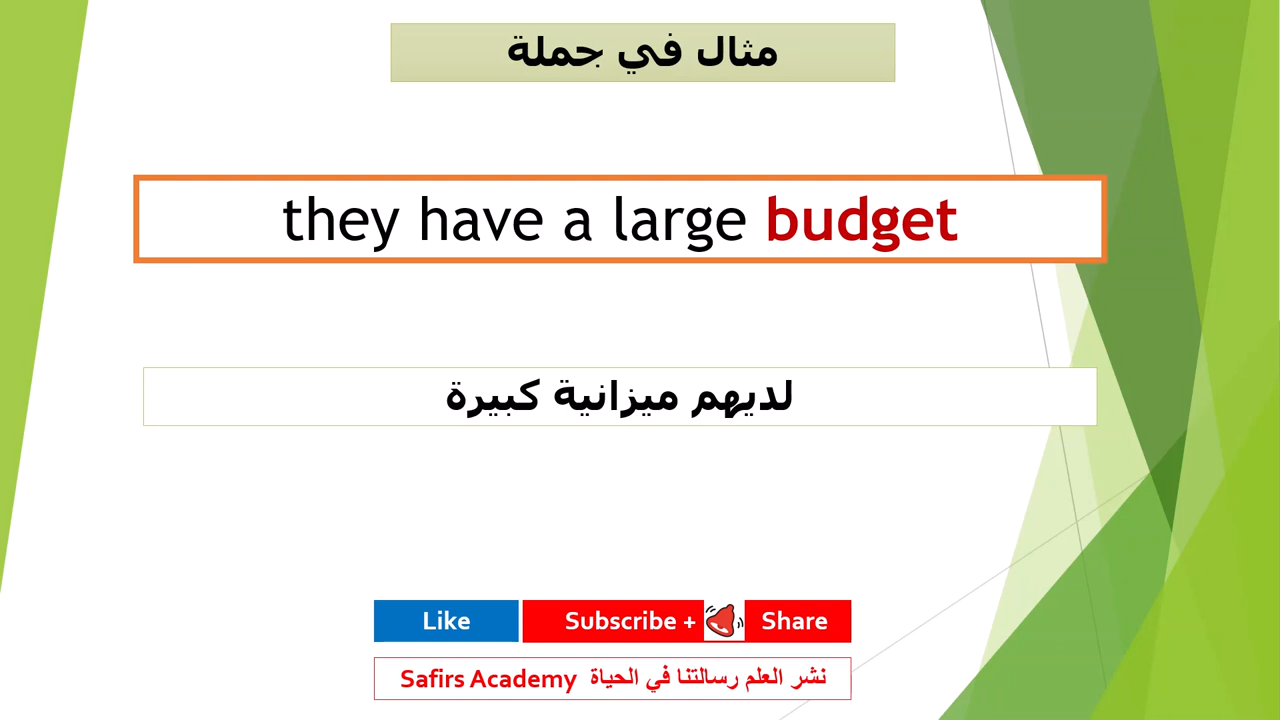 مثال في جملة
they have a large budget
لديهم ميزانية كبيرة
Like
Subscribe +
Share
Safirs Academy نشر العلم رسالتنا في الحياة